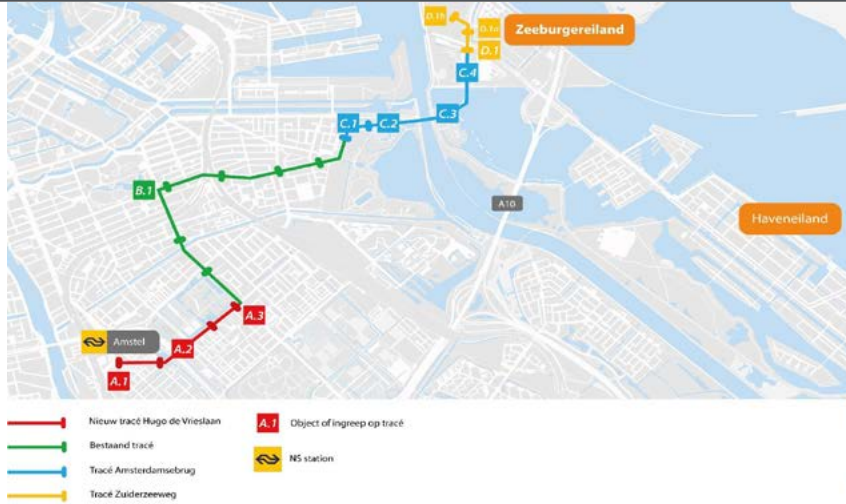 D.1b
D.1a
Zeeburgereiland
D.1
C.4
C.3
C.1
C.2
B.1
A10
Haveneiland
A.3
Amstel
A.2
A.1
Nieuw tracé Hugo de Vrieslaan
A.1 Object of ingreep op tracé
Bestaand tracé
NS station
Tracé Amsterdamsebrug
Tracé Zuiderzeeweg